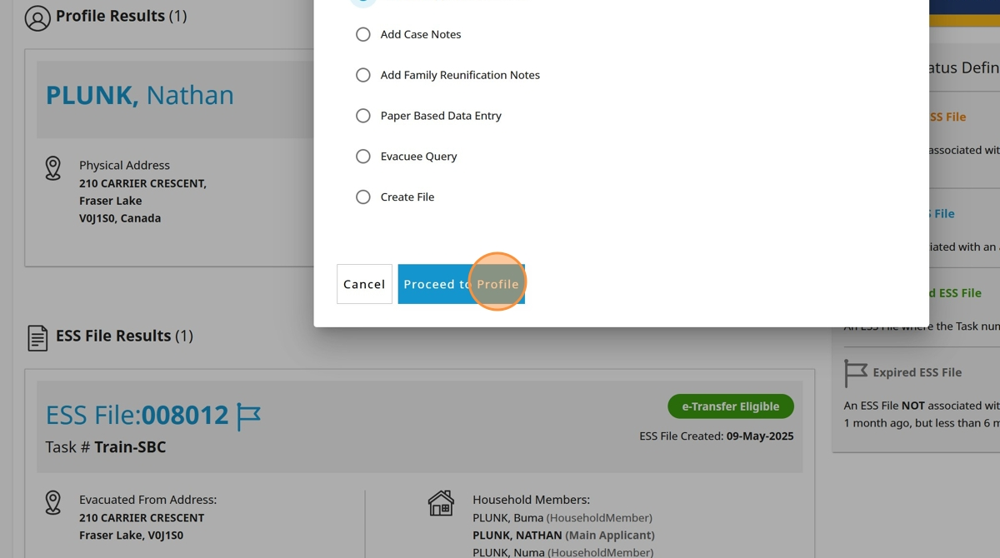 Profile Results (1)
PLUNK, Nathan
Physical Address
210 CARRIER CRESCENT,
Fraser Lake
V0J1S0, Canada
Add Case Notes
Add Family Reunification Notes
Paper Based Data Entry
Evacuee Query
Create File
Cancel
Proceed to Profile
ESS File Results (1)
ESS File:008012
Task # Train-SBC
e-Transfer Eligible
ESS File Created: 09-May-2025
Evacuated From Address:
210 CARRIER CRESCENT
Fraser Lake, V0J1S0
Household Members:
PLUNK, Buma (HouseholdMember)
PLUNK, NATHAN (Main Applicant)
PLUNK, Numa (HouseholdMember)
atus Defin
SS File
associated wit
File
iated with an
d ESS File
An ESS File where the Task num
Expired ESS File
An ESS File NOT associated wit
1 month ago, but less than 6 m